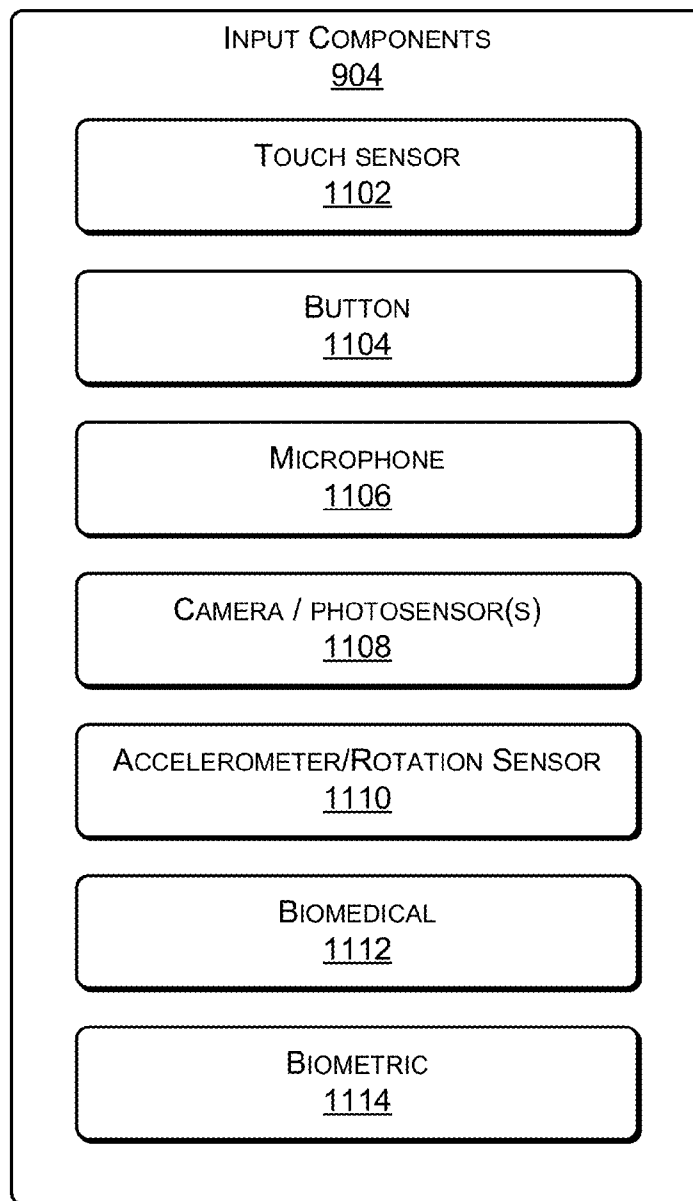 INPUT COMPONENTS
904
TOUCH SENSOR
1102
BUTTON
1104
MICROPHONE
1106
CAMERA / PHOTOSENSOR(S)
1108
ACCELEROMETER/ROTATION SENSOR
1110
BIOMEDICAL
1112
BIOMETRIC
1114